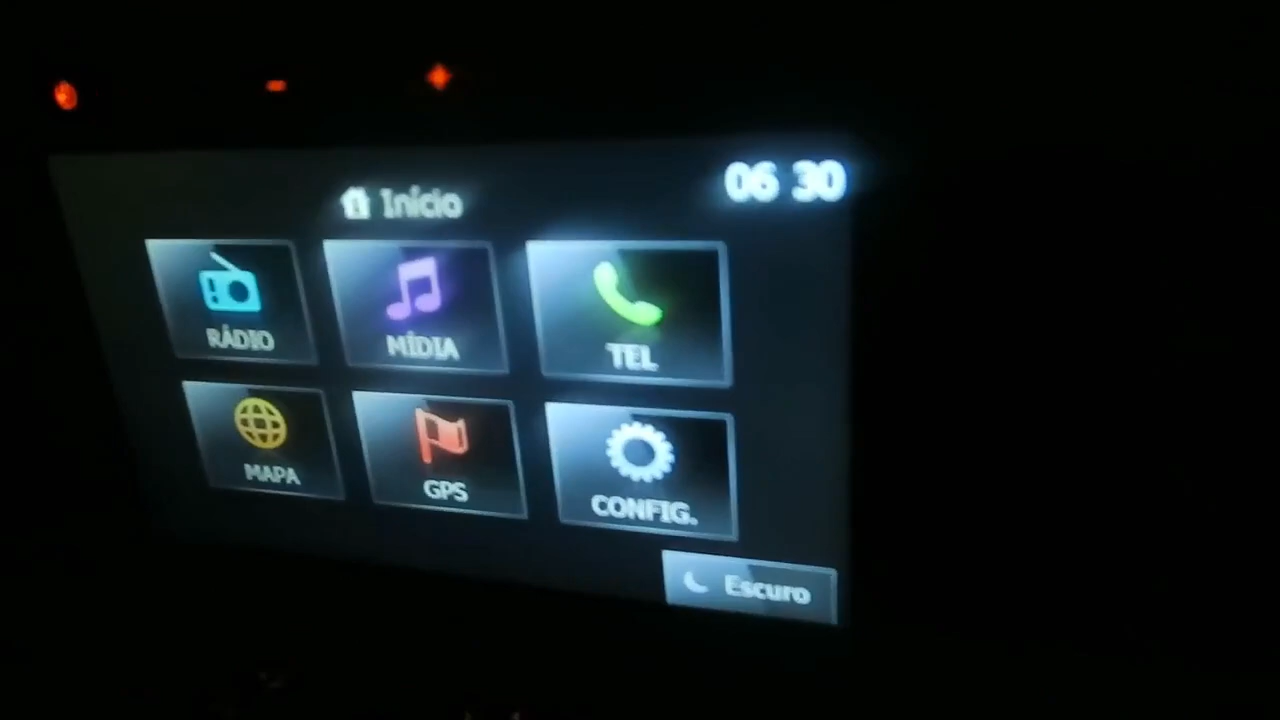 Início
06 30
RÁDIO
MÍDIA
TEL
MAPA
GPS
CONFIG.
Escuro